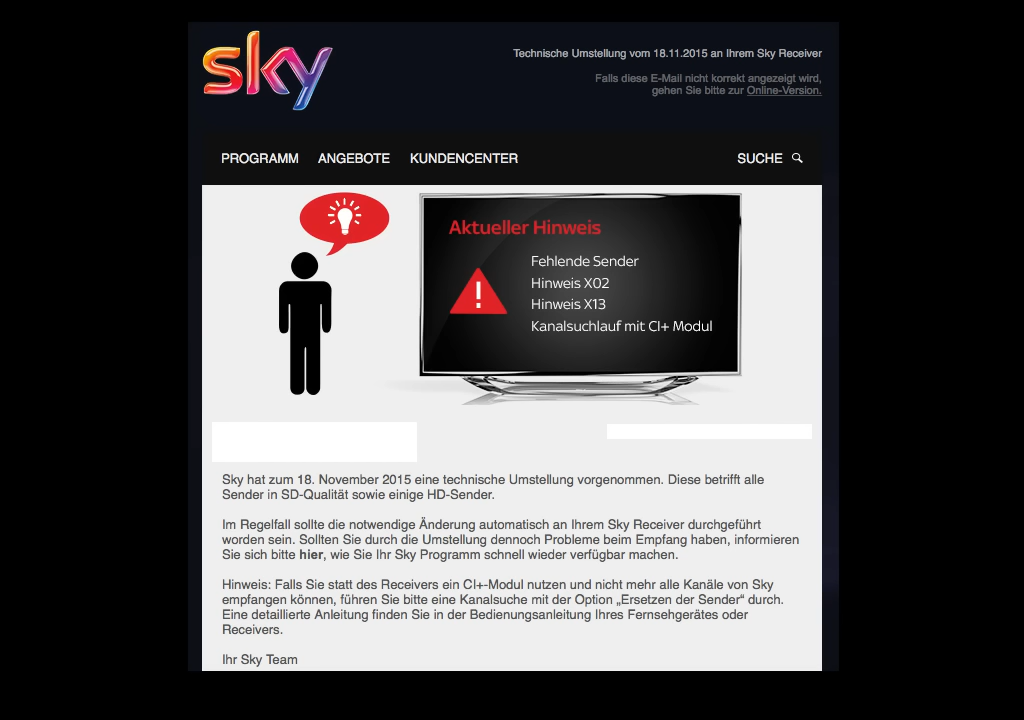 sky
Technische Umstellung vom 18.11.2015 an Ihrem Sky Receiver
Falls diese E-Mail nicht korrekt angezeigt wird,
gehen Sie bitte zur Online-Version.
PROGRAMM ANGEBOTE KUNDENCENTER SUCHE
Aktueller Hinweis
Fehlende Sender
Hinweis X02
Hinweis X13
Kanalsuchlauf mit CI+ Modul
Sky hat zum 18. November 2015 eine technische Umstellung vorgenommen. Diese betrifft alle
Sender in SD-Qualität sowie einige HD-Sender.
Im Regelfall sollte die notwendige Änderung automatisch an Ihrem Sky Receiver durchgeführt
worden sein. Sollten Sie durch die Umstellung dennoch Probleme beim Empfang haben, informieren
Sie sich bitte hier, wie Sie Ihr Sky Programm schnell wieder verfügbar machen.
Hinweis: Falls Sie statt des Receivers ein CI+-Modul nutzen und nicht mehr alle Kanäle von Sky
empfangen können, führen Sie bitte eine Kanalsuche mit der Option „Ersetzen der Sender“ durch.
Eine detaillierte Anleitung finden Sie in der Bedienungsanleitung Ihres Fernsehgerätes oder
Receivers.
Ihr Sky Team